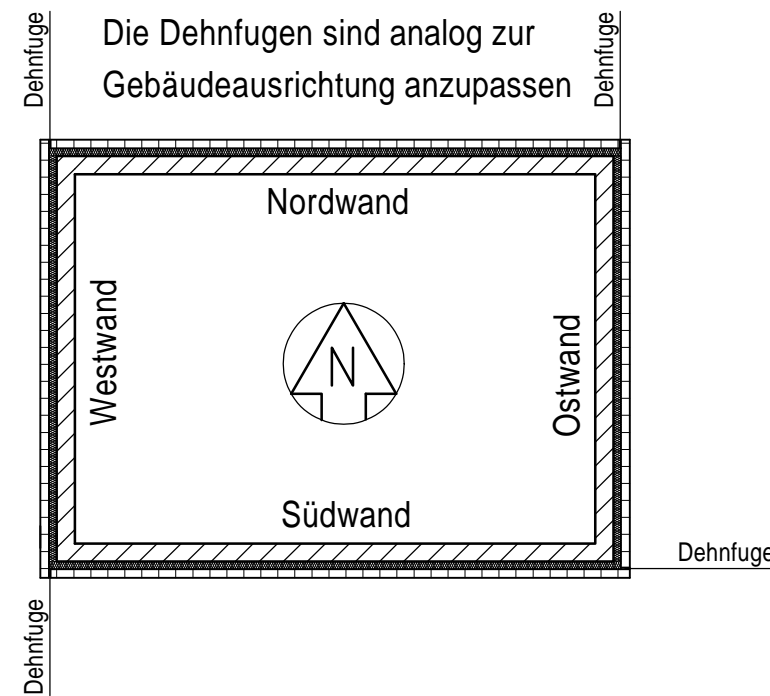 Dehnfuge
Die Dehnfugen sind analog zur
Gebäudeausrichtung anzupassen
Dehnfuge
Nordwand
Westwand
N
Ostwand
Südwand
Dehnfuge
Dehnfuge